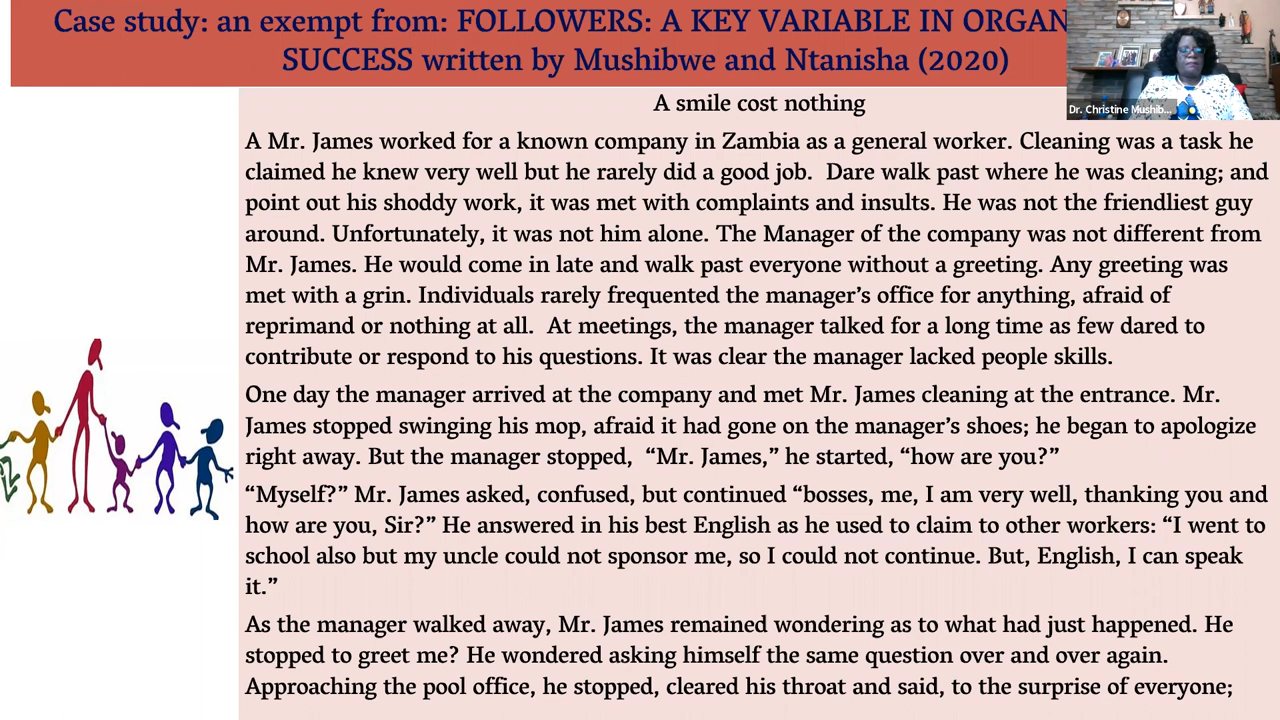 Case study: an exempt from: FOLLOWERS: A KEY VARIABLE IN ORGAN
SUCCESS written by Mushibwe and Ntanisha (2020)
Dr. Christine Mushib...
A smile cost nothing
A Mr. James worked for a known company in Zambia as a general worker. Cleaning was a task he
claimed he knew very well but he rarely did a good job.  Dare walk past where he was cleaning; and
point out his shoddy work, it was met with complaints and insults. He was not the friendliest guy
around. Unfortunately, it was not him alone. The Manager of the company was not different from
Mr. James. He would come in late and walk past everyone without a greeting. Any greeting was
met with a grin. Individuals rarely frequented the manager’s office for anything, afraid of
reprimand or nothing at all.  At meetings, the manager talked for a long time as few dared to
contribute or respond to his questions. It was clear the manager lacked people skills.
One day the manager arrived at the company and met Mr. James cleaning at the entrance. Mr.
James stopped swinging his mop, afraid it had gone on the manager’s shoes; he began to apologize
right away. But the manager stopped,  “Mr. James,” he started, “how are you?”
“Myself?” Mr. James asked, confused, but continued “bosses, me, I am very well, thanking you and
how are you, Sir?” He answered in his best English as he used to claim to other workers: “I went to
school also but my uncle could not sponsor me, so I could not continue. But, English, I can speak
it.”
As the manager walked away, Mr. James remained wondering as to what had just happened. He
stopped to greet me? He wondered asking himself the same question over and over again.
Approaching the pool office, he stopped, cleared his throat and said, to the surprise of everyone;